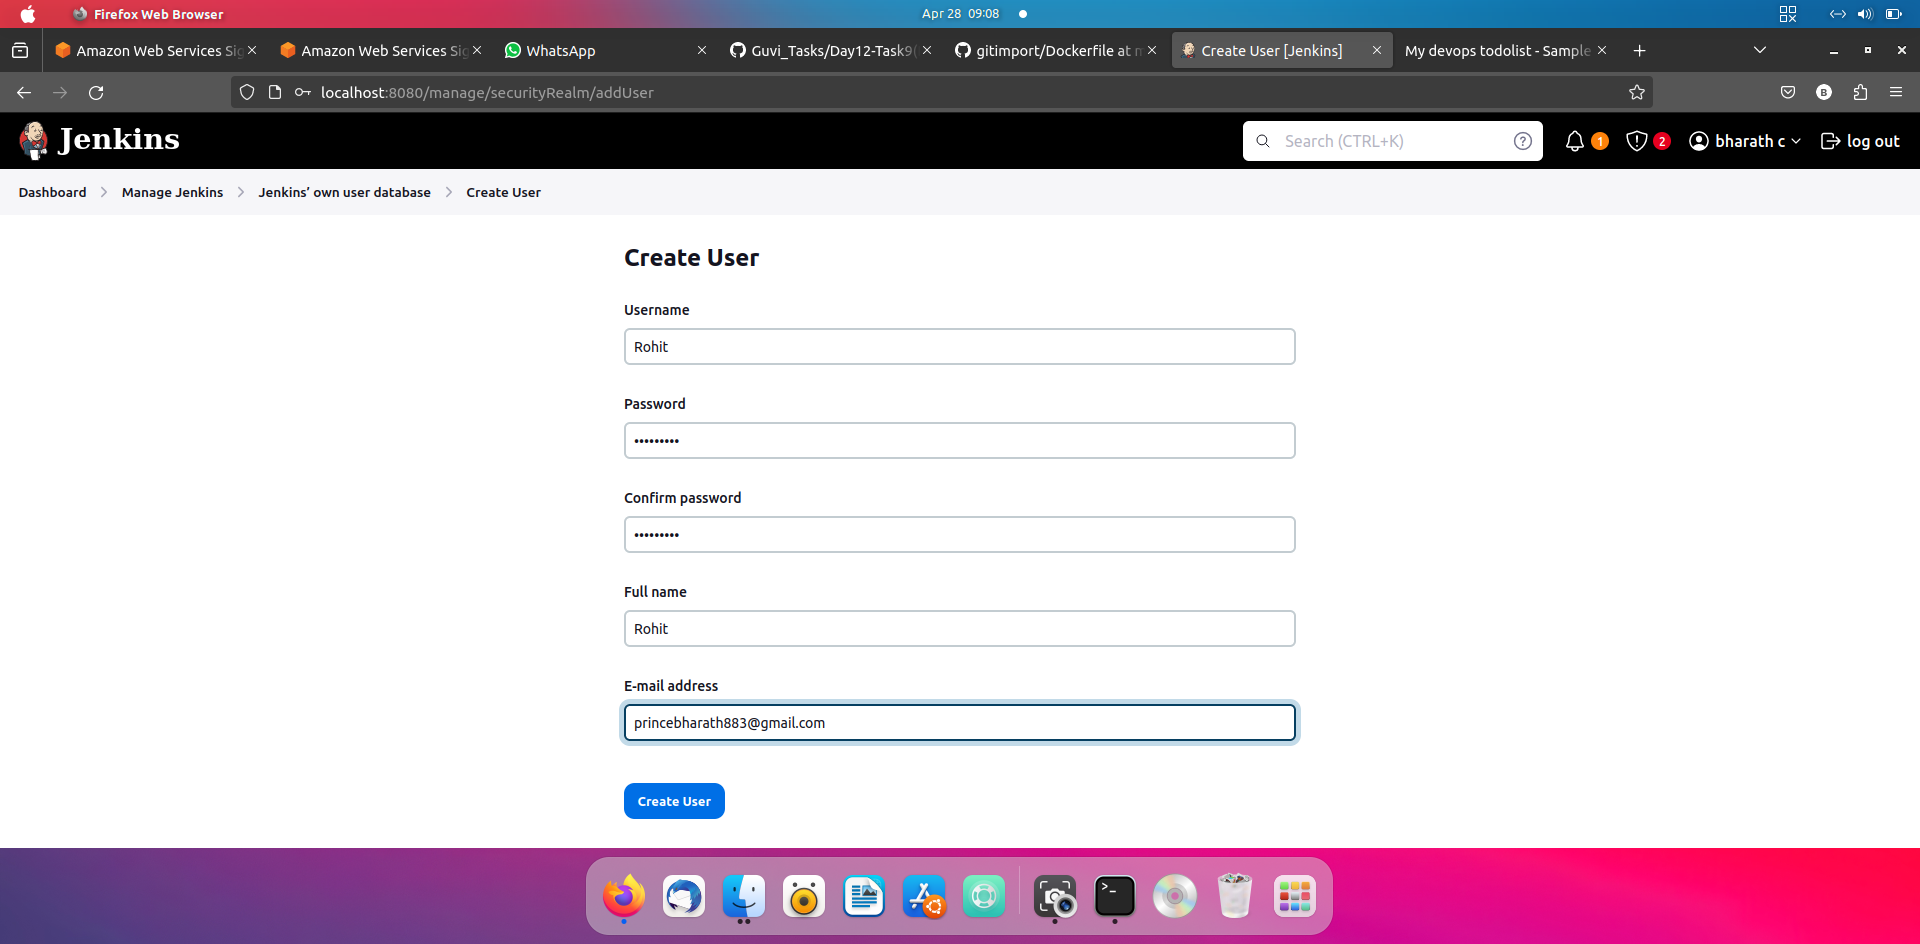 Firefox Web Browser
Apr 28 09:08
Amazon Web Services Sig
Amazon Web Services Sig
WhatsApp
Guvi_Tasks/Day12-Task9(
gitimport/Dockerfile at m
Create User [Jenkins]
My devops todolist - Sample
localhost:8080/manage/securityRealm/addUser
B
Jenkins
Search (CTRL+K)
?
1
2
bharath c
log out
Dashboard
Manage Jenkins
Jenkins’ own user database
Create User
Create User
Username
Rohit
Password
•••••••••
Confirm password
•••••••••
Full name
Rohit
E-mail address
princebharath883@gmail.com
Create User
>_